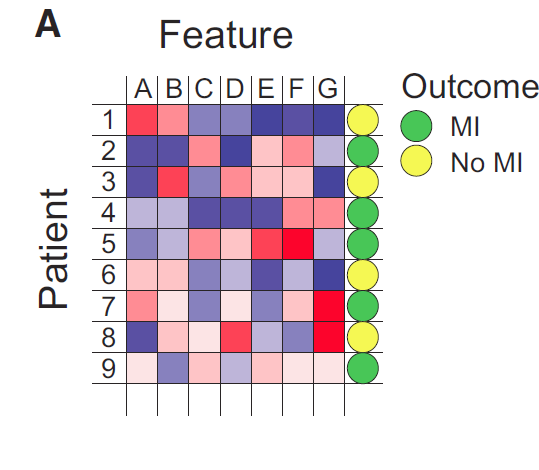 A
Feature
A B C D E F G
Outcome
MI
No MI
Patient
1
2
3
4
5
6
7
8
9